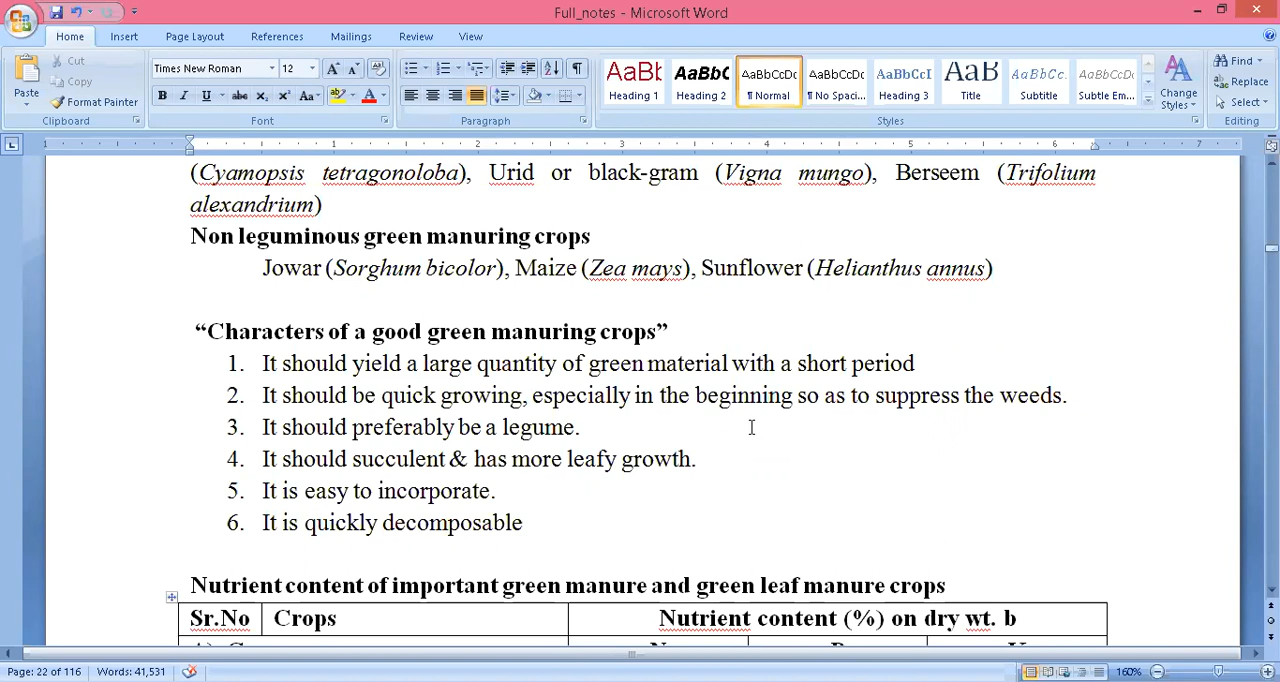 Full_notes - Microsoft Word
Home Insert Page Layout References Mailings Review View
Paste
Cut
Copy
Format Painter
Clipboard
Times New Roman 12
Font
Paragraph
AaBb( AaBbC AaBbCcDc AaBbCcDc AaBbCcI AaB AaBbCc. AaBbCcDc
Heading 1 Heading 2 ¶ Normal ¶ No Spaci... Heading 3 Title Subtitle Subtle Em...
Change Styles
Styles
Find
Replace
Select
Editing
(Cyamopsis tetragonoloba), Urid or black-gram (Vigna mungo), Berseem (Trifolium
alexandrium)
Non leguminous green manuring crops
Jowar (Sorghum bicolor), Maize (Zea mays), Sunflower (Helianthus annus)
“Characters of a good green manuring crops”
1. It should yield a large quantity of green material with a short period
2. It should be quick growing, especially in the beginning so as to suppress the weeds.
3. It should preferably be a legume.
4. It should succulent & has more leafy growth.
5. It is easy to incorporate.
6. It is quickly decomposable
Nutrient content of important green manure and green leaf manure crops
Sr.No Crops Nutrient content (%) on dry wt. b
Page: 22 of 116 Words: 41,531 160%